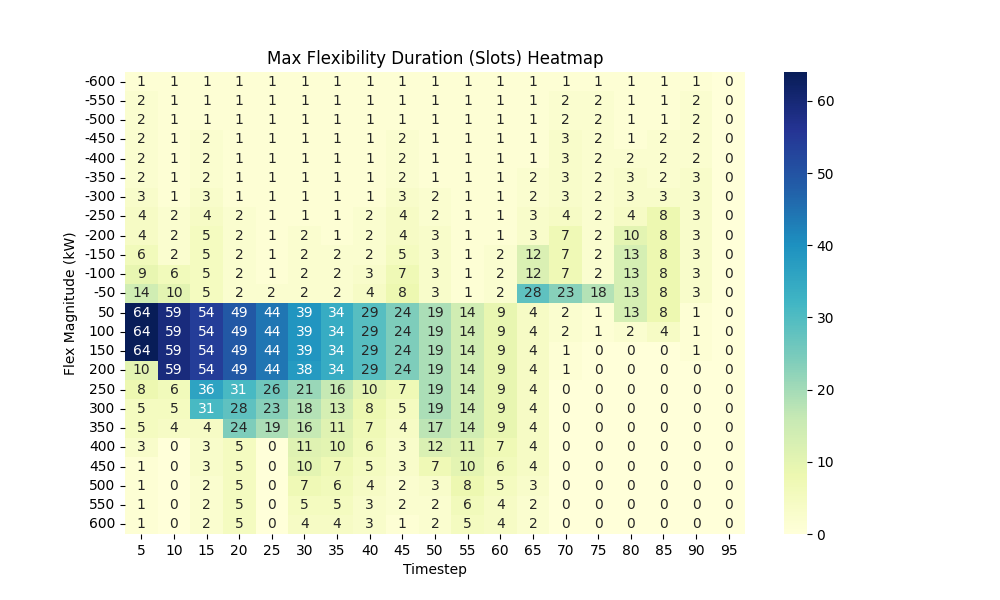 Max Flexibility Duration (Slots) Heatmap
-600 1 1 1 1 1 1 1 1 1 1 1 1 1 1 1 1 1 1 0
-550 2 1 1 1 1 1 1 1 1 1 1 1 1 2 2 1 1 2 0
-500 2 1 1 1 1 1 1 1 1 1 1 1 1 2 2 1 1 2 0
-450 2 1 2 1 1 1 1 1 2 1 1 1 1 3 2 1 2 2 0
-400 2 1 2 1 1 1 1 1 2 1 1 1 1 3 2 2 2 2 0
-350 2 1 2 1 1 1 1 1 2 1 1 1 2 3 2 3 2 3 0
-300 3 1 3 1 1 1 1 1 3 2 1 1 2 3 2 3 3 3 0
-250 4 2 4 2 1 1 1 2 4 2 1 1 3 4 2 4 8 3 0
-200 4 2 5 2 1 2 1 2 4 3 1 1 3 7 2 10 8 3 0
-150 6 2 5 2 1 2 2 2 5 3 1 2 12 7 2 13 8 3 0
-100 9 6 5 2 1 2 2 3 7 3 1 2 12 7 2 13 8 3 0
-50 14 10 5 2 2 2 2 4 8 3 1 2 28 23 18 13 8 3 0
50 64 59 54 49 44 39 34 29 24 19 14 9 4 2 1 13 8 1 0
100 64 59 54 49 44 39 34 29 24 19 14 9 4 2 1 2 4 1 0
150 64 59 54 49 44 39 34 29 24 19 14 9 4 1 0 0 0 1 0
200 10 59 54 49 44 38 34 29 24 19 14 9 4 1 0 0 0 0 0
250 8 6 36 31 26 21 16 10 7 19 14 9 4 0 0 0 0 0 0
300 5 5 31 28 23 18 13 8 5 19 14 9 4 0 0 0 0 0 0
350 5 4 4 24 19 16 11 7 4 17 14 9 4 0 0 0 0 0 0
400 3 0 3 5 0 11 10 6 3 12 11 7 4 0 0 0 0 0 0
450 1 0 3 5 0 10 7 5 3 7 10 6 4 0 0 0 0 0 0
500 1 0 2 5 0 7 6 4 2 3 8 5 3 0 0 0 0 0 0
550 1 0 2 5 0 5 5 3 2 2 6 4 2 0 0 0 0 0 0
600 1 0 2 5 0 4 4 3 1 2 5 4 2 0 0 0 0 0 0
5 10 15 20 25 30 35 40 45 50 55 60 65 70 75 80 85 90 95
Timestep
Flex Magnitude (kW)
60
50
40
30
20
10
0